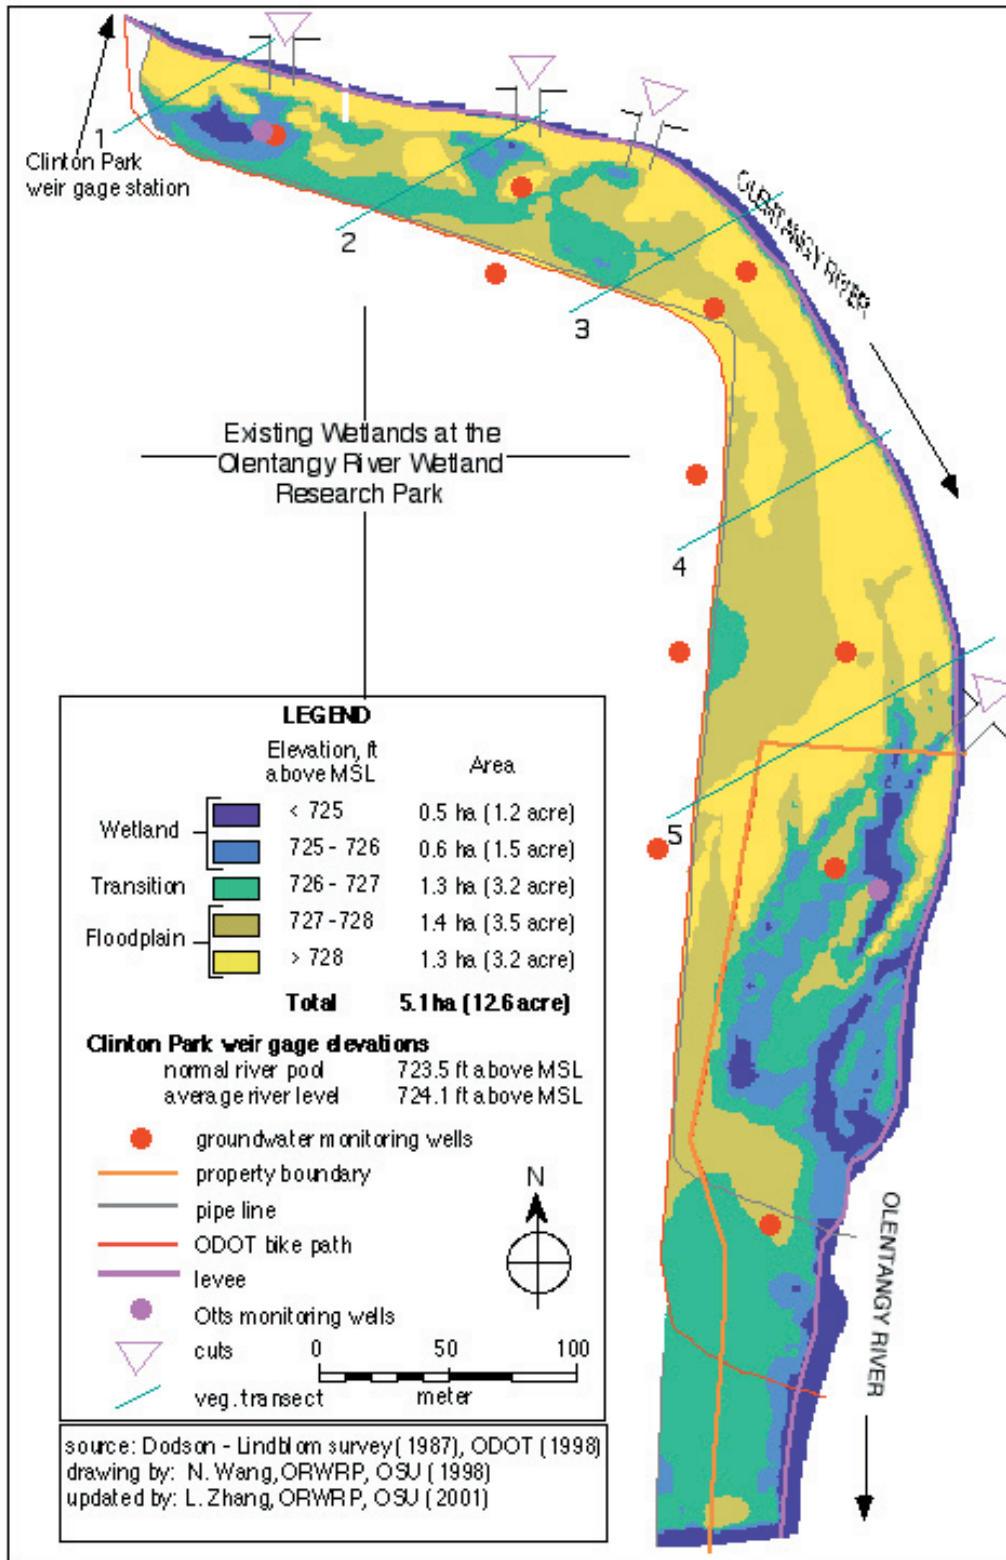 1
Clinton Park
weir gage station
2
3
OLENTANGY RIVER
Existing Wetlands at the
Olentangy River Wetland
Research Park
4
5
LEGEND
Elevation, ft
above MSL
Area
Wetland
< 725
0.5 ha (1.2 acre)
725 - 726
0.6 ha (1.5 acre)
Transition
726 - 727
1.3 ha (3.2 acre)
Floodplain
727 - 728
1.4 ha (3.5 acre)
> 728
1.3 ha (3.2 acre)
Total 5.1 ha (12.6 acre)
Clinton Park weir gage elevations
normal river pool 723.5 ft above MSL
average river level 724.1 ft above MSL
groundwater monitoring wells
property boundary
pipe line
ODOT bike path
levee
Otts monitoring wells
cuts
veg. transect
N
0 50 100
meter
OLENTANGY RIVER
source: Dodson - Lindblom survey (1987), ODOT (1998)
drawing by: N. Wang, ORWRP, OSU (1998)
updated by: L. Zhang, ORWRP, OSU (2001)